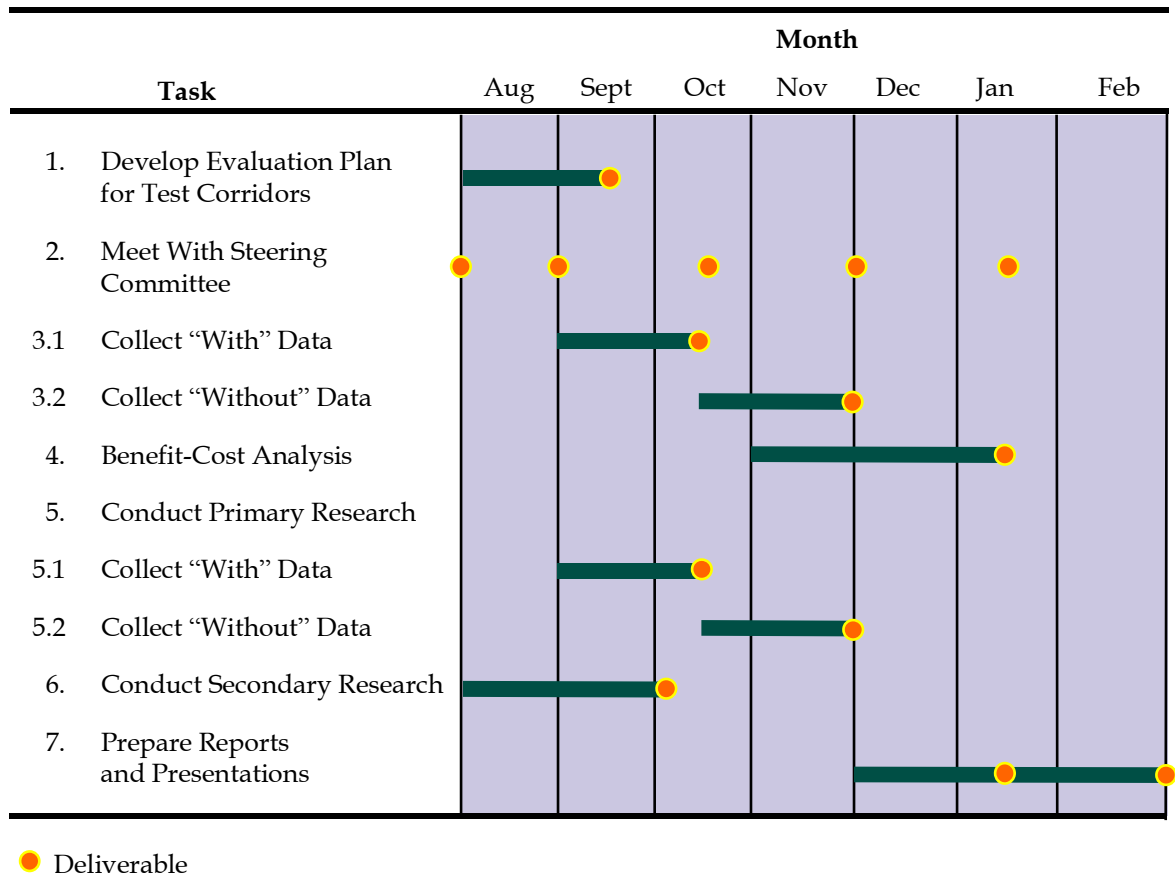 Month
Task Aug Sept Oct Nov Dec Jan Feb
1. Develop Evaluation Plan
for Test Corridors
2. Meet With Steering
Committee
3.1 Collect “With” Data
3.2 Collect “Without” Data
4. Benefit-Cost Analysis
5. Conduct Primary Research
5.1 Collect “With” Data
5.2 Collect “Without” Data
6. Conduct Secondary Research
7. Prepare Reports
and Presentations
Deliverable